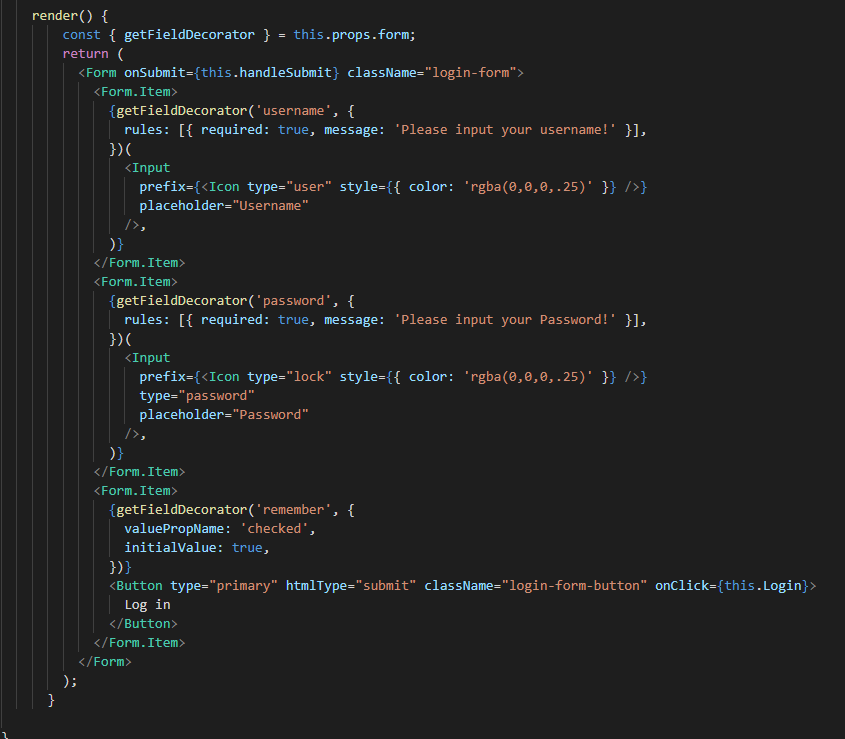 render() {
const { getFieldDecorator } = this.props.form;
return (
<Form onSubmit={this.handleSubmit} className="login-form">
<Form.Item>
{getFieldDecorator('username', {
rules: [{ required: true, message: 'Please input your username!' }],
})(
<Input
prefix={<Icon type="user" style={{ color: 'rgba(0,0,0,.25)' }} />}
placeholder="Username"
/>,
)}
</Form.Item>
<Form.Item>
{getFieldDecorator('password', {
rules: [{ required: true, message: 'Please input your Password!' }],
})(
<Input
prefix={<Icon type="lock" style={{ color: 'rgba(0,0,0,.25)' }} />}
type="password"
placeholder="Password"
/>,
)}
</Form.Item>
<Form.Item>
{getFieldDecorator('remember', {
valuePropName: 'checked',
initialValue: true,
})}
<Button type="primary" htmlType="submit" className="login-form-button" onClick={this.Login}>
Log in
</Button>
</Form.Item>
</Form>
);
}
}